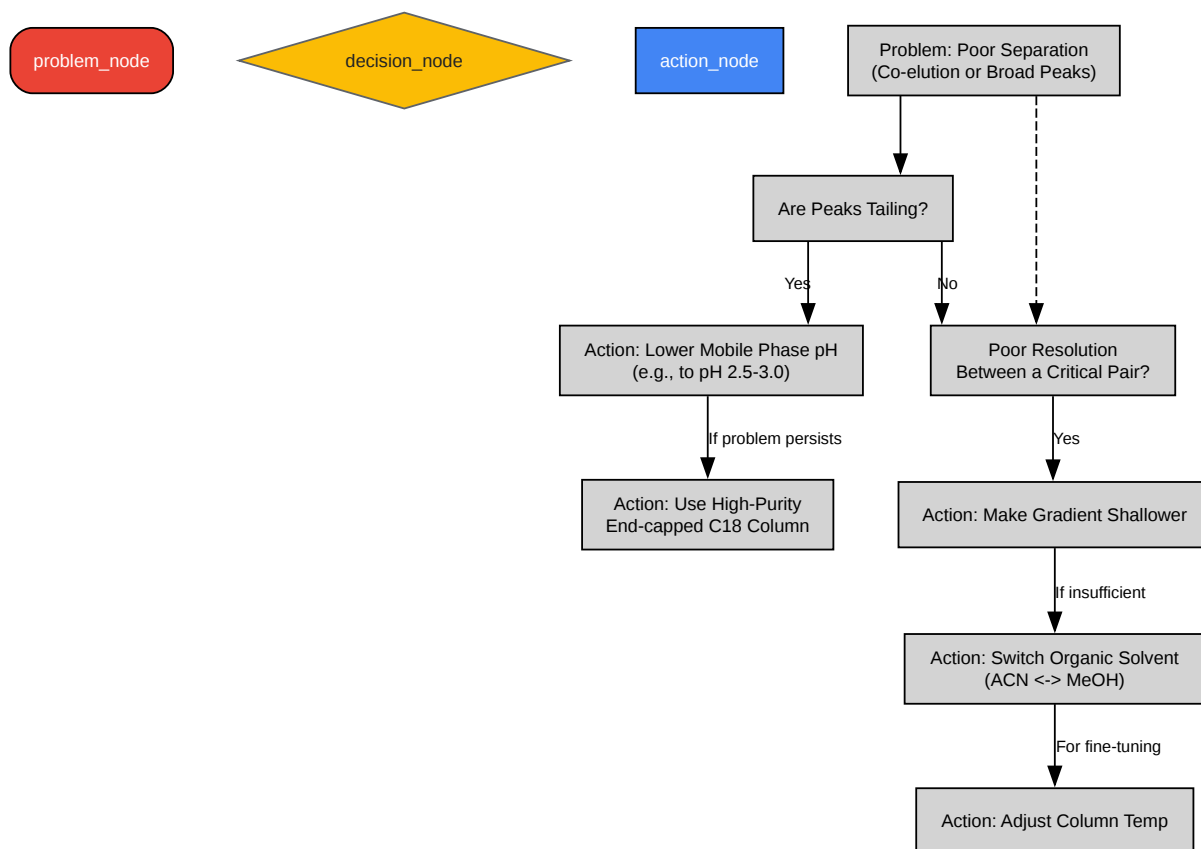 problem_node
decision_node
action_node
Problem: Poor Separation
(Co-elution or Broad Peaks)
Are Peaks Tailing?
Yes
No
Action: Lower Mobile Phase pH
(e.g., to pH 2.5-3.0)
Poor Resolution
Between a Critical Pair?
If problem persists
Yes
Action: Use High-Purity
End-capped C18 Column
Action: Make Gradient Shallower
If insufficient
Action: Switch Organic Solvent
(ACN <-> MeOH)
For fine-tuning
Action: Adjust Column Temp